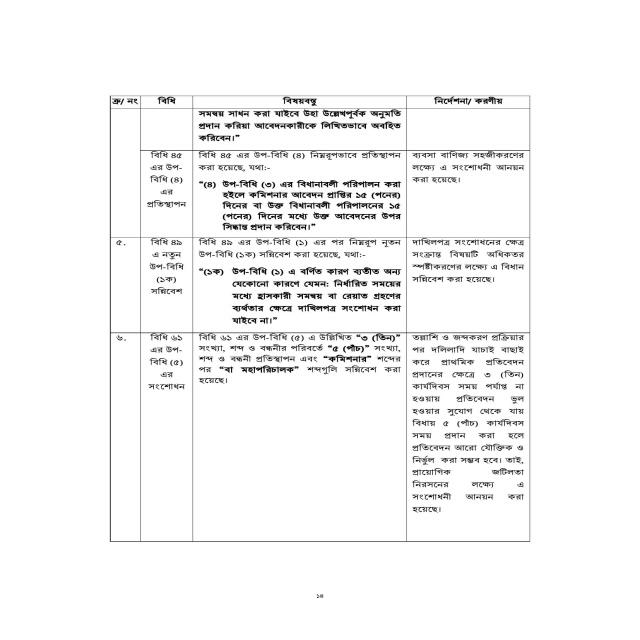 ক্র/ নং
বিধি
বিষয়বস্তু
নির্দেশনা/ করণীয়
সমন্বয় সাধন করা যাইবে উহা উল্লেখপূর্বক অনুমতি
প্রদান করিয়া আবেদনকারীকে লিখিতভাবে অবহিত
করিবেন।”
বিধি ৪৫
এর উপ-
বিধি (৪)
এর
প্রতিস্থাপন
বিধি ৪৫ এর উপ-বিধি (৪) নিম্নরূপভাবে প্রতিস্থাপন
করা হয়েছে, যথা:-
“(৪) উপ-বিধি (৩) এর বিধানাবলী পরিপালন করা
হইলে কমিশনার আবেদন প্রাপ্তির ১৫ (পনের)
দিনের বা উক্ত বিধানাবলী পরিপালনের ১৫
(পনের) দিনের মধ্যে উক্ত আবেদনের উপর
সিদ্ধান্ত প্রদান করিবেন।”
ব্যবসা বাণিজ্য সহজীকরণের
লক্ষ্যে এ সংশোধনী আনয়ন
করা হয়েছে।
৫.
বিধি ৪৯
এ নতুন
উপ-বিধি
(১ক)
সন্নিবেশ
বিধি ৪৯ এর উপ-বিধি (১) এর পর নিম্নরূপ নূতন
উপ-বিধি (১ক) সন্নিবেশ করা হয়েছে, যথা:-
“(১ক) উপ-বিধি (১) এ বর্ণিত কারণ ব্যতীত অন্য
যেকোনো কারণে যেমন: নির্ধারিত সময়ের
মধ্যে হ্রাসকারী সমন্বয় বা রেয়াত গ্রহণের
ব্যর্থতার ক্ষেত্রে দাখিলপত্র সংশোধন করা
যাইবে না।”
দাখিলপত্র সংশোধনের ক্ষেত্র
সংক্রান্ত বিষয়টি অধিকতর
স্পষ্টীকরণের লক্ষ্যে এ বিধান
সন্নিবেশ করা হয়েছে।
৬.
বিধি ৬১
এর উপ-
বিধি (৫)
এর
সংশোধন
বিধি ৬১ এর উপ-বিধি (৫) এ উল্লিখিত “৩ (তিন)”
সংখ্যা, শব্দ ও বন্ধনীর পরিবর্তে “৫ (পাঁচ)” সংখ্যা,
শব্দ ও বন্ধনী প্রতিস্থাপন এবং “কমিশনার” শব্দের
পর “বা মহাপরিচালক” শব্দগুলি সন্নিবেশ করা
হয়েছে।
তল্লাশি ও জব্দকরণ প্রক্রিয়ার
পর দলিলাদি যাচাই বাছাই
করে প্রাথমিক প্রতিবেদন
প্রদানের ক্ষেত্রে ৩ (তিন)
কার্যদিবস সময় পর্যাপ্ত না
হওয়ায় প্রতিবেদন ভুল
হওয়ার সুযোগ থেকে যায়
বিধায় ৫ (পাঁচ) কার্যদিবস
সময় প্রদান করা হলে
প্রতিবেদন আরো যৌক্তিক ও
নির্ভুল করা সম্ভব হবে। তাই,
প্রায়োগিক জটিলতা
নিরসনের লক্ষ্যে এ
সংশোধনী আনয়ন করা
হয়েছে।